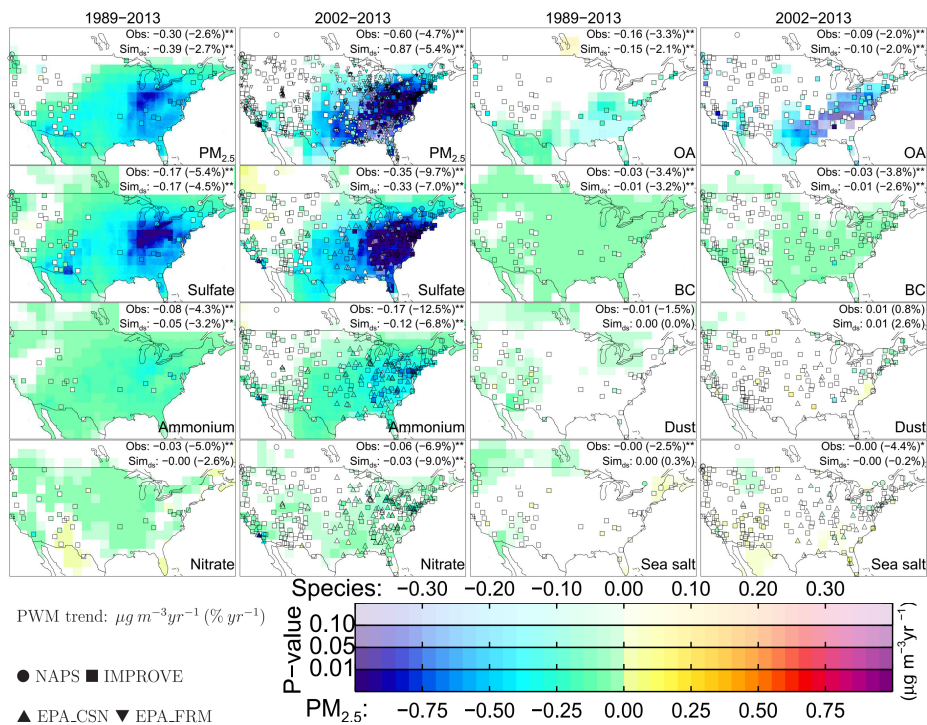 1989−2013 2002−2013 1989−2013 2002−2013
Obs: −0.30 (−2.6%)**
Sim_ds: −0.39 (−2.7%)**
PM2.5
Obs: −0.60 (−4.7%)**
Sim_ds: −0.87 (−5.4%)**
PM2.5
Obs: −0.16 (−3.3%)**
Sim_ds: −0.15 (−2.1%)**
OA
Obs: −0.09 (−2.0%)**
Sim_ds: −0.10 (−2.0%)**
OA
Obs: −0.17 (−5.4%)**
Sim_ds: −0.17 (−4.5%)**
Sulfate
Obs: −0.35 (−9.7%)**
Sim_ds: −0.33 (−7.0%)**
Sulfate
Obs: −0.03 (−3.4%)**
Sim_ds: −0.01 (−3.2%)**
BC
Obs: −0.03 (−3.8%)**
Sim_ds: −0.01 (−2.6%)**
BC
Obs: −0.08 (−4.3%)**
Sim_ds: −0.05 (−3.2%)**
Ammonium
Obs: −0.17 (−12.5%)**
Sim_ds: −0.12 (−6.8%)**
Ammonium
Obs: −0.01 (−1.5%)
Sim_ds: 0.00 (0.0%)
Dust
Obs: 0.01 (0.8%)
Sim_ds: 0.01 (2.6%)
Dust
Obs: −0.03 (−5.0%)**
Sim_ds: −0.00 (−2.6%)
Nitrate
Obs: −0.06 (−6.9%)**
Sim_ds: −0.03 (−9.0%)**
Nitrate
Obs: −0.00 (−2.5%)**
Sim_ds: 0.00 (0.3%)
Sea salt
Obs: −0.00 (−4.4%)*
Sim_ds: −0.00 (−0.2%)
Sea salt
PWM trend: μg m⁻³yr⁻¹ (% yr⁻¹)
● NAPS ■ IMPROVE
▲ EPA_CSN ▼ EPA_FRM
Species: −0.30 −0.20 −0.10 0.00 0.10 0.20 0.30
P−value
0.10
0.05
0.01
(μg m⁻³yr⁻¹)
PM2.5: −0.75 −0.50 −0.25 0.00 0.25 0.50 0.75